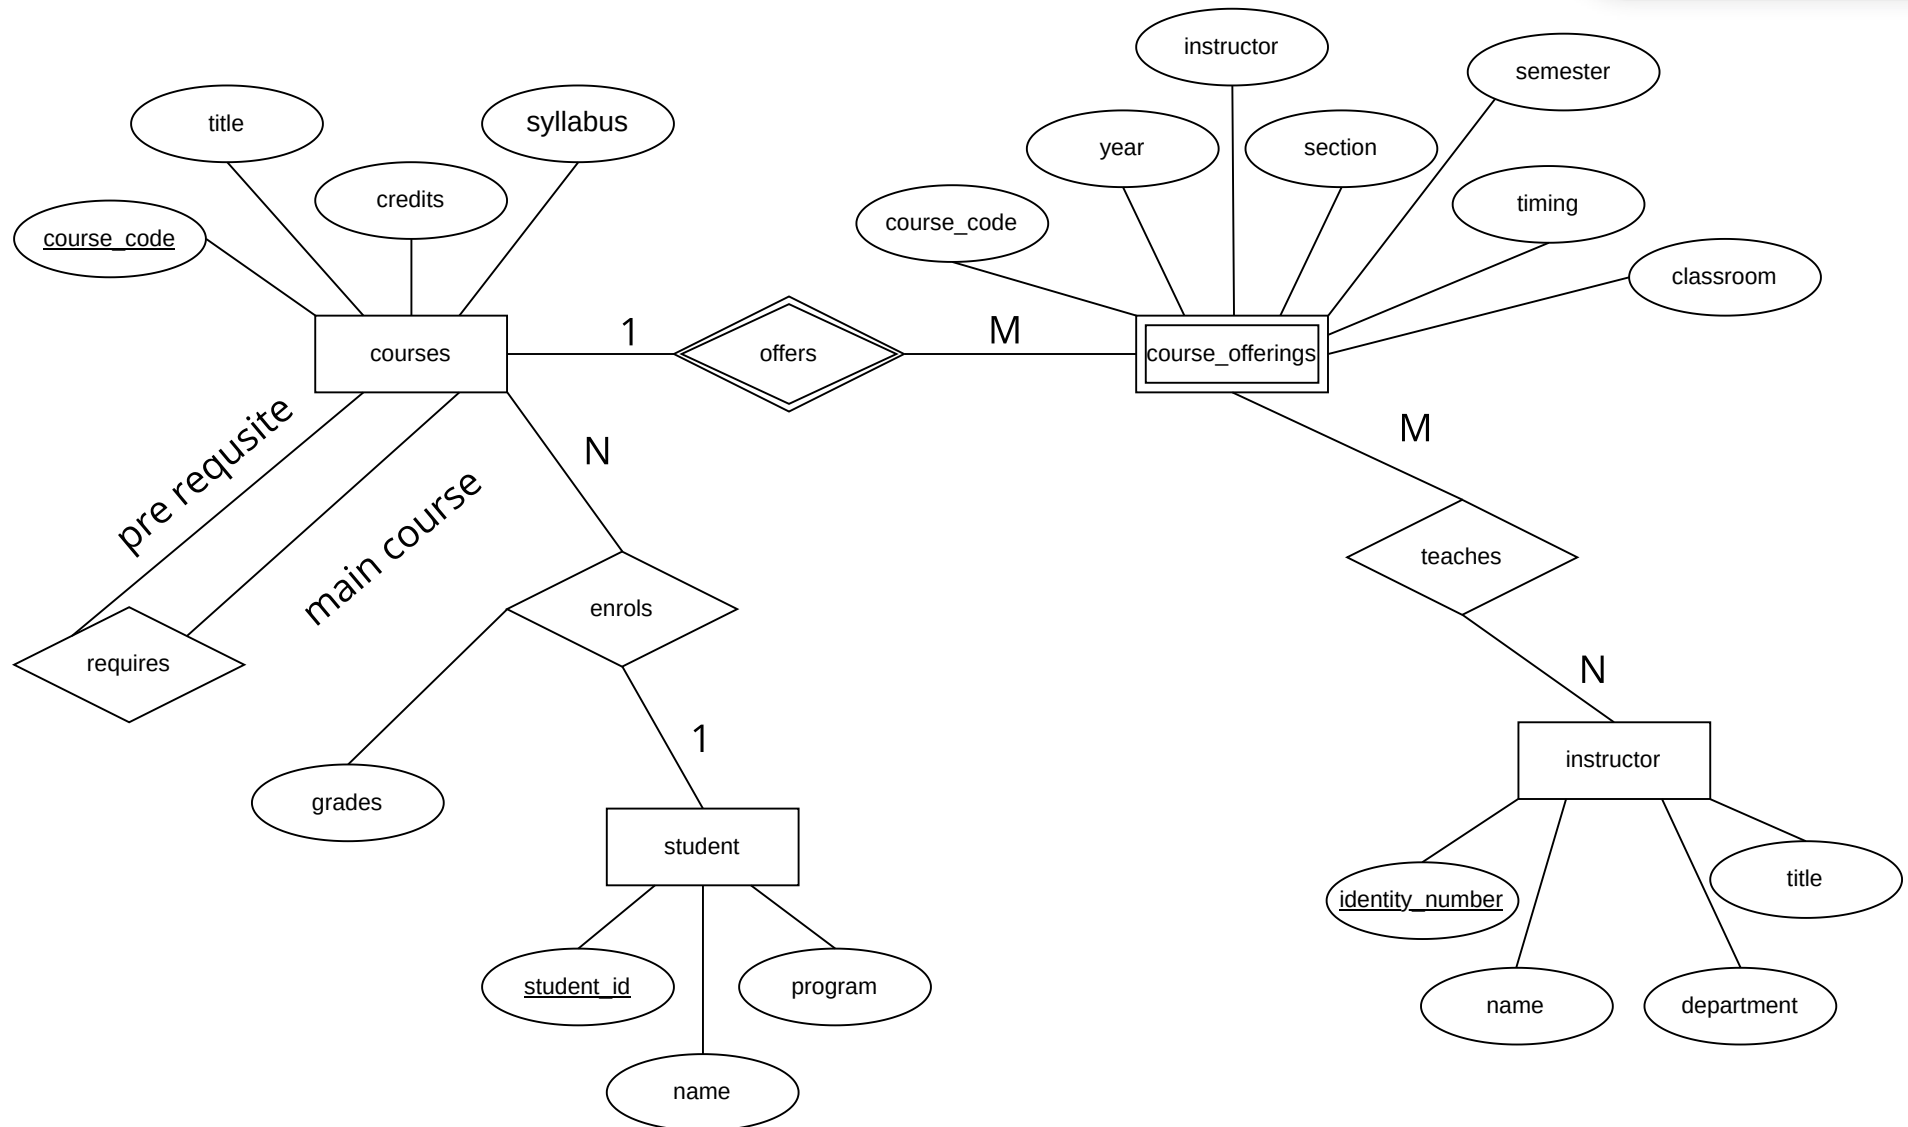 instructor
semester
title
syllabus
year
section
credits
timing
course_code
course_code
classroom
courses
1
offers
M
course_offerings
pre requsite
main course
N
M
enrols
teaches
requires
N
1
grades
instructor
student
identity_number
title
student_id
program
name
department
name